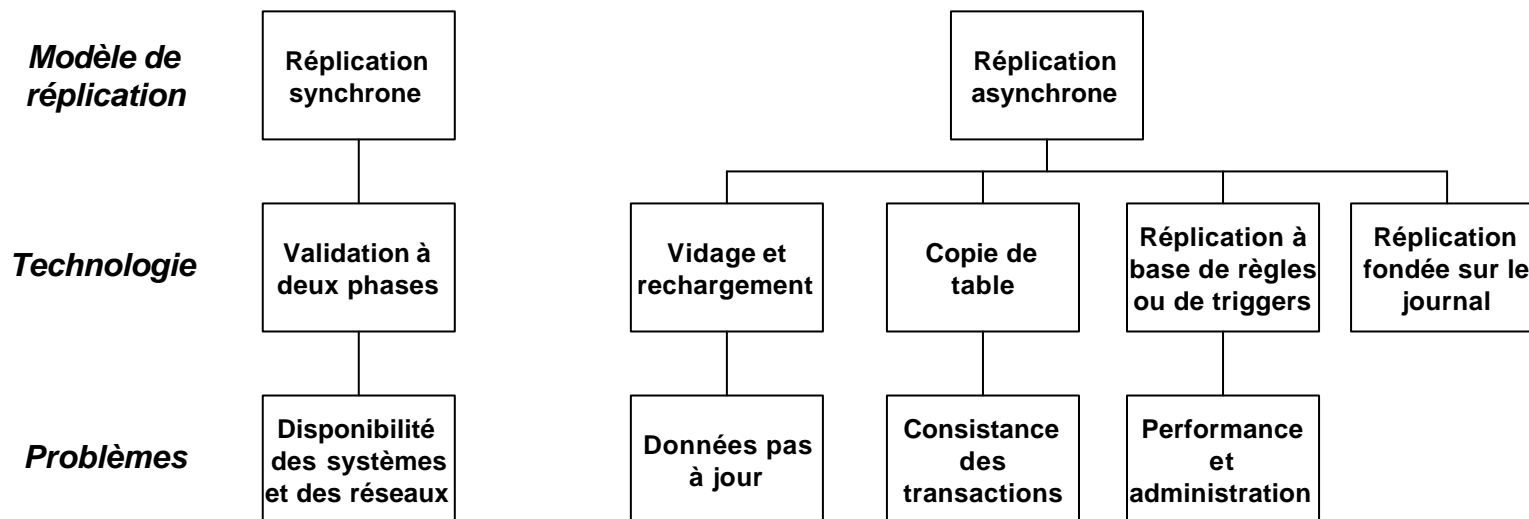 Modèle de
réplication
Réplication
synchrone
Réplication
asynchrone
Technologie
Validation à
deux phases
Vidage et
rechargement
Copie de
table
Réplication à
base de règles
ou de triggers
Réplication
fondée sur le
journal
Problèmes
Disponibilité
des systèmes
et des réseaux
Données pas
à jour
Consistance
des
transactions
Performance
et
administration